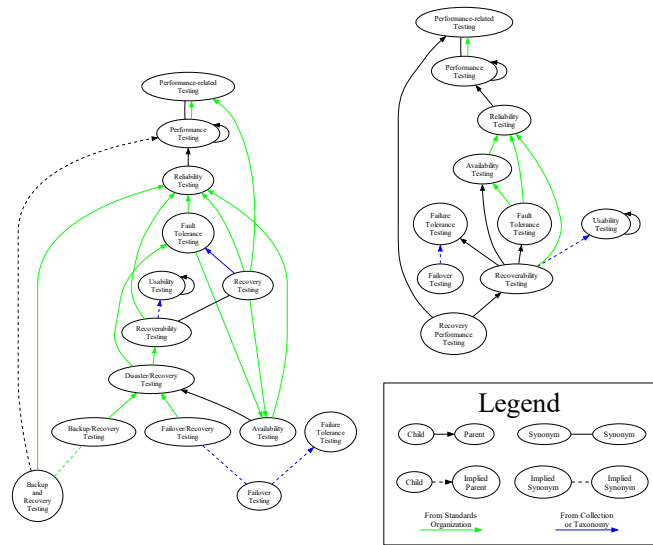 Performance-related
Testing
Performance
Testing
Reliability
Testing
Fault
Tolerance
Testing
Usability
Testing
Recovery
Testing
Recoverability
Testing
Disaster/Recovery
Testing
Backup/Recovery
Testing
Failover/Recovery
Testing
Availability
Testing
Failure
Tolerance
Testing
Backup
and
Recovery
Testing
Failover
Testing
Performance-related
Testing
Performance
Testing
Reliability
Testing
Availability
Testing
Failure
Tolerance
Testing
Fault
Tolerance
Testing
Usability
Testing
Failover
Testing
Recoverability
Testing
Recovery
Performance
Testing
Legend
Child
Parent
Synonym
Synonym
Child
Implied
Parent
Implied
Synonym
Implied
Synonym
From Standards
Organization
From Collection
or Taxonomy